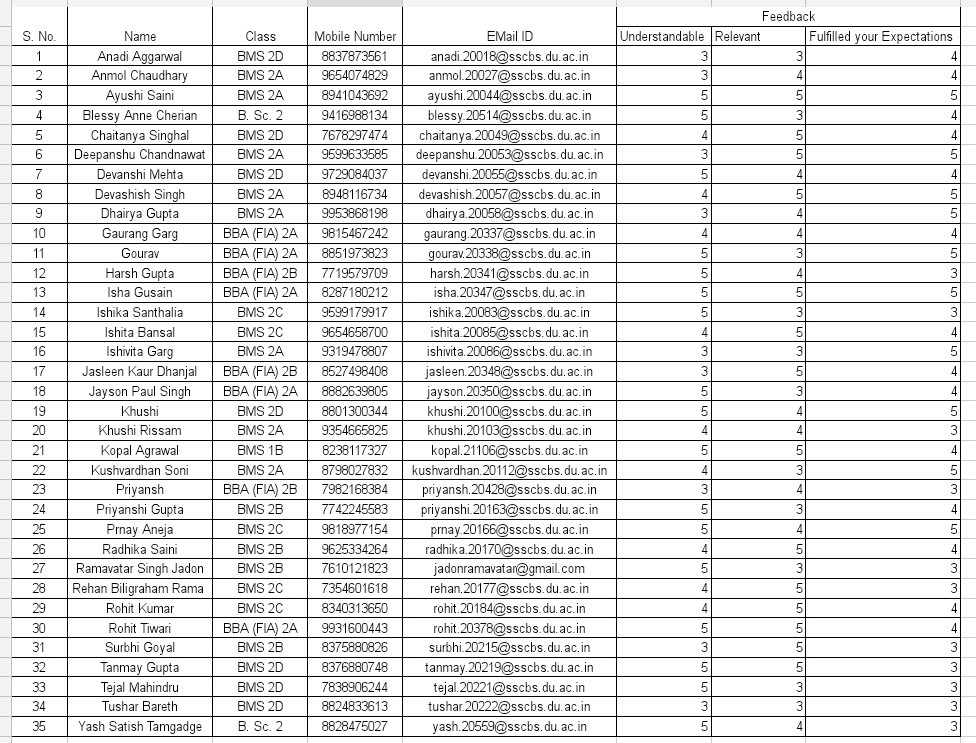 Feedback
S. No. Name Class Mobile Number EMail ID Understandable Relevant Fulfilled your Expectations
1 Anadi Aggarwal BMS 2D 8837873561 anadi.20018@sscbs.du.ac.in 3 3 4
2 Anmol Chaudhary BMS 2A 9654074829 anmol.20027@sscbs.du.ac.in 3 4 4
3 Ayushi Saini BMS 2A 8941043692 ayushi.20044@sscbs.du.ac.in 5 5 5
4 Blessy Anne Cherian B. Sc. 2 9416988134 blessy.20514@sscbs.du.ac.in 5 3 4
5 Chaitanya Singhal BMS 2D 7678297474 chaitanya.20049@sscbs.du.ac.in 4 5 4
6 Deepanshu Chandnawat BMS 2A 9599633585 deepanshu.20053@sscbs.du.ac.in 3 5 5
7 Devanshi Mehta BMS 2D 9729084037 devanshi.20055@sscbs.du.ac.in 5 4 4
8 Devashish Singh BMS 2A 8948116734 devashish.20057@sscbs.du.ac.in 4 5 5
9 Dhairya Gupta BMS 2A 9953868198 dhairya.20058@sscbs.du.ac.in 3 4 5
10 Gaurang Garg BBA (FIA) 2A 9815467242 gaurang.20337@sscbs.du.ac.in 4 4 4
11 Gourav BBA (FIA) 2A 8851973823 gourav.20338@sscbs.du.ac.in 5 3 5
12 Harsh Gupta BBA (FIA) 2B 7719579709 harsh.20341@sscbs.du.ac.in 5 4 3
13 Isha Gusain BBA (FIA) 2A 8287180212 isha.20347@sscbs.du.ac.in 5 5 5
14 Ishika Santhalia BMS 2C 9599179917 ishika.20083@sscbs.du.ac.in 5 3 3
15 Ishita Bansal BMS 2C 9654658700 ishita.20085@sscbs.du.ac.in 4 5 4
16 Ishivita Garg BMS 2A 9319478807 ishivita.20086@sscbs.du.ac.in 3 3 5
17 Jasleen Kaur Dhanjal BBA (FIA) 2B 8527498408 jasleen.20348@sscbs.du.ac.in 3 5 4
18 Jayson Paul Singh BBA (FIA) 2A 8882639805 jayson.20350@sscbs.du.ac.in 5 3 4
19 Khushi BMS 2D 8801300344 khushi.20100@sscbs.du.ac.in 5 4 5
20 Khushi Rissam BMS 2A 9354665825 khushi.20103@sscbs.du.ac.in 4 4 3
21 Kopal Agrawal BMS 1B 8238117327 kopal.21106@sscbs.du.ac.in 5 5 4
22 Kushvardhan Soni BMS 2A 8798027832 kushvardhan.20112@sscbs.du.ac.in 4 3 5
23 Priyansh BBA (FIA) 2B 7982168384 priyansh.20428@sscbs.du.ac.in 3 4 3
24 Priyanshi Gupta BMS 2B 7742245583 priyanshi.20163@sscbs.du.ac.in 5 3 4
25 Prnay Aneja BMS 2C 9818977154 prnay.20166@sscbs.du.ac.in 5 4 5
26 Radhika Saini BMS 2B 9625334264 radhika.20170@sscbs.du.ac.in 4 5 4
27 Ramavatar Singh Jadon BMS 2B 7610121823 jadonramavatar@gmail.com 5 3 3
28 Rehan Biligraham Rama BMS 2C 7354601618 rehan.20177@sscbs.du.ac.in 4 5 3
29 Rohit Kumar BMS 2C 8340313650 rohit.20184@sscbs.du.ac.in 4 5 4
30 Rohit Tiwari BBA (FIA) 2A 9931600443 rohit.20378@sscbs.du.ac.in 5 5 4
31 Surbhi Goyal BMS 2B 8375880826 surbhi.20215@sscbs.du.ac.in 3 5 3
32 Tanmay Gupta BMS 2D 8376880748 tanmay.20219@sscbs.du.ac.in 5 5 3
33 Tejal Mahindru BMS 2D 7838906244 tejal.20221@sscbs.du.ac.in 5 3 3
34 Tushar Bareth BMS 2D 8824833613 tushar.20222@sscbs.du.ac.in 3 3 3
35 Yash Satish Tamgadge B. Sc. 2 8828475027 yash.20559@sscbs.du.ac.in 5 4 3